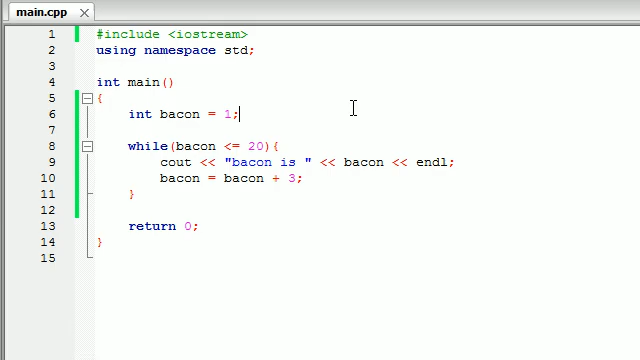 main.cpp
1 #include <iostream>
2 using namespace std;
3
4 int main()
5 {
6 int bacon = 1;
7
8 while(bacon <= 20){
9 cout << "bacon is " << bacon << endl;
10 bacon = bacon + 3;
11 }
12
13 return 0;
14 }
15